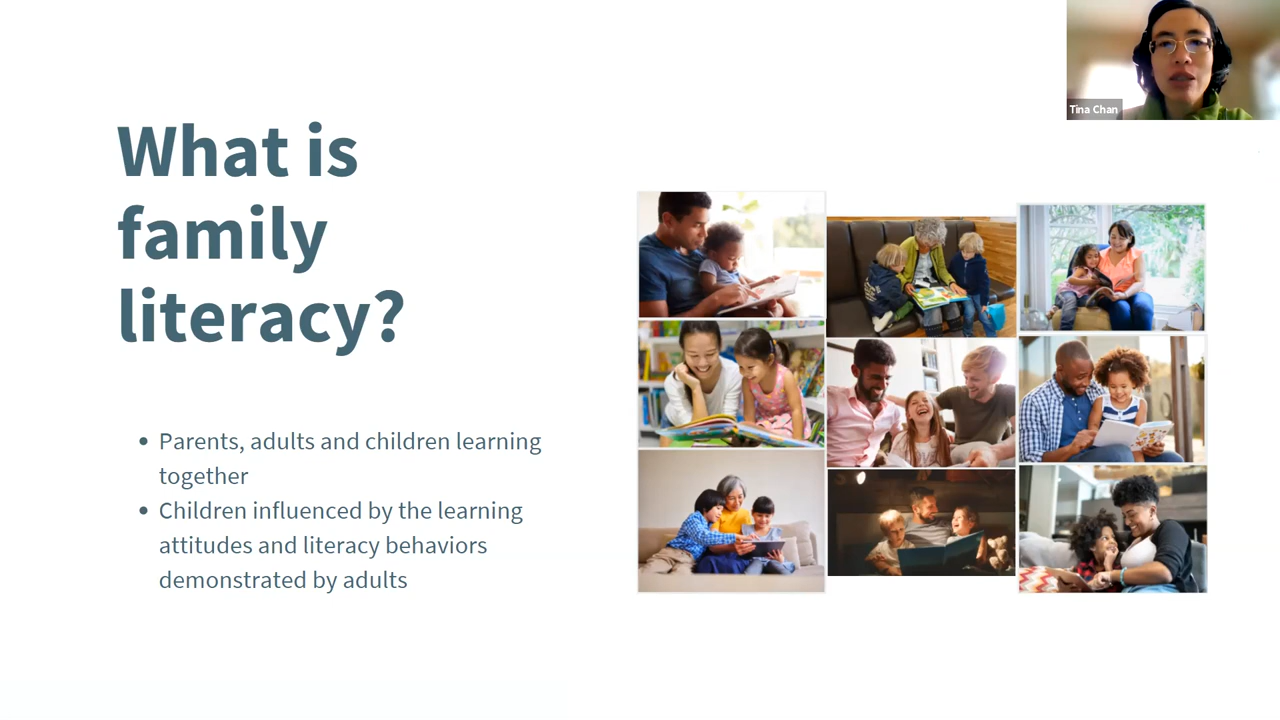 What is
family
literacy?
• Parents, adults and children learning
together
• Children influenced by the learning
attitudes and literacy behaviors
demonstrated by adults
Tina Chan